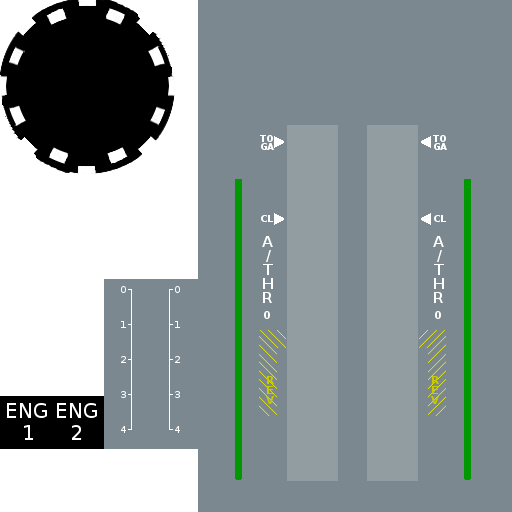 TO TO
GA GA
CL CL
A A
/ /
T T
H H
R R
0 0
0 0
1 1
2 2
3 3
4 4
R R
E E
V V
ENG ENG
1 2